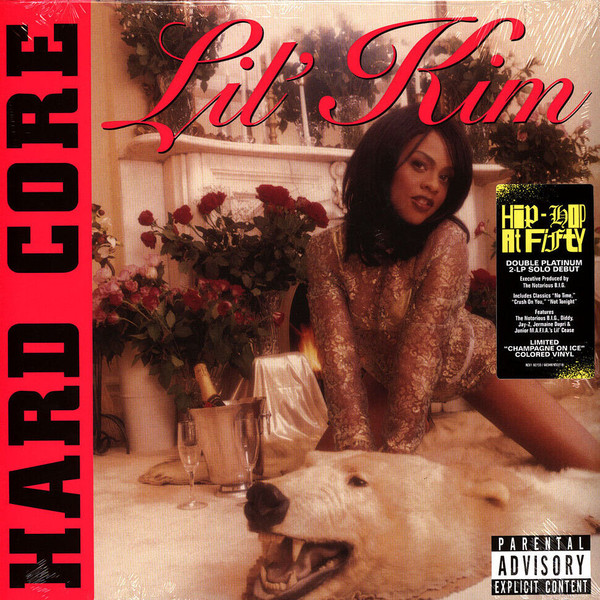 Lil' Kim
HARD CORE
HIP-HOP
At FIFtY
DOUBLE PLATINUM
2-LP SOLO DEBUT
Executive Produced by
The Notorious B.I.G.
Includes Classics "No Time,"
"Crush On You," "Not Tonight"
Features
The Notorious B.I.G., Diddy,
Jay-Z, Jermaine Dupri &
Junior M.A.F.I.A.'s Lil' Cease
LIMITED
"CHAMPAGNE ON ICE"
COLORED VINYL
PARENTAL
ADVISORY
EXPLICIT CONTENT